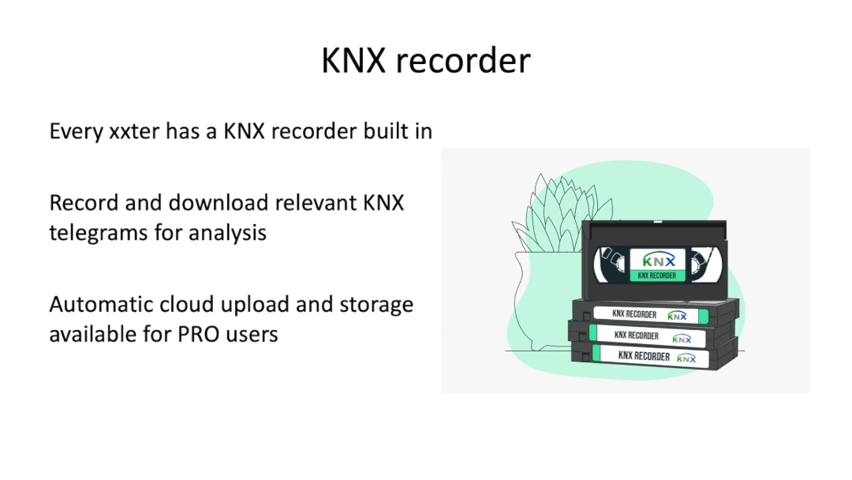 KNX recorder
Every xxter has a KNX recorder built in
Record and download relevant KNX
telegrams for analysis
Automatic cloud upload and storage
available for PRO users
KNX
KNX RECORDER
KNX RECORDER KNX
KNX RECORDER KNX
KNX RECORDER KNX